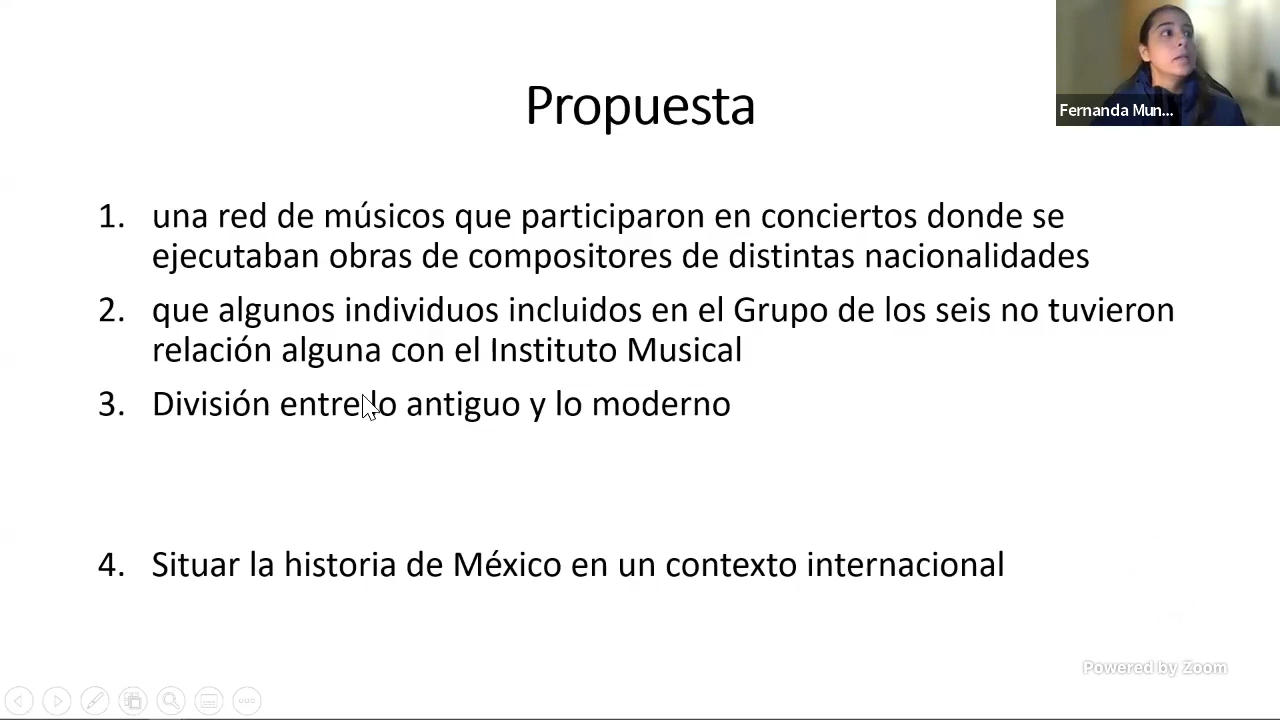 Propuesta
Fernanda Mun...
1. una red de músicos que participaron en conciertos donde se
ejecutaban obras de compositores de distintas nacionalidades
2. que algunos individuos incluidos en el Grupo de los seis no tuvieron
relación alguna con el Instituto Musical
3. División entre lo antiguo y lo moderno
4. Situar la historia de México en un contexto internacional
Powered by Zoom